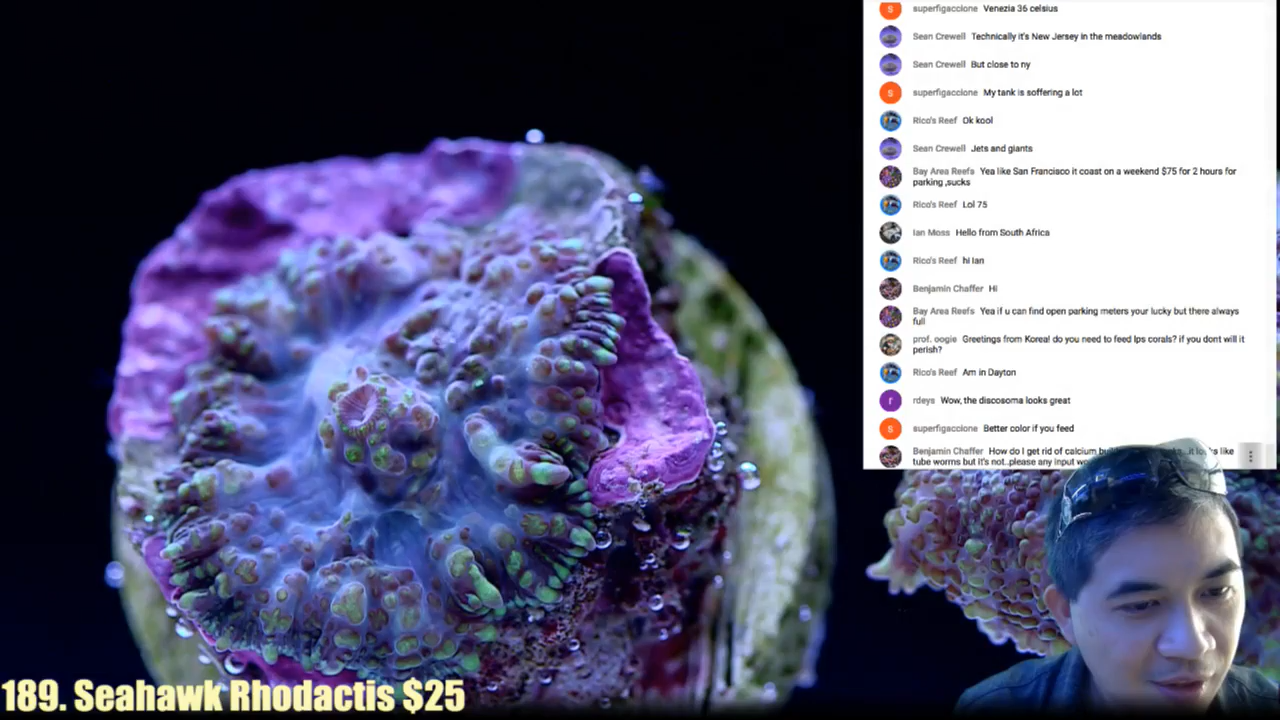 S superfigaccione Venezia 36 celsius
Sean Crewell Technically it's New Jersey in the meadowlands
Sean Crewell But close to ny
S superfigaccione My tank is soffering a lot
Rico's Reef Ok kool
Sean Crewell Jets and giants
Bay Area Reefs Yea like San Francisco it coast on a weekend $75 for 2 hours for
parking ,sucks
Rico's Reef Lol 75
Ian Moss Hello from South Africa
Rico's Reef hi Ian
Benjamin Chaffer Hi
Bay Area Reefs Yea if u can find open parking meters your lucky but there always
full
prof. oogie Greetings from Korea! do you need to feed lps corals? if you dont will it
perish?
Rico's Reef Am in Dayton
r rdeys Wow, the discosoma looks great
S superfigaccione Better color if you feed
Benjamin Chaffer How do I get rid of calcium like
tube worms but it's not..please any input
189. Seahawk Rhodactis $25